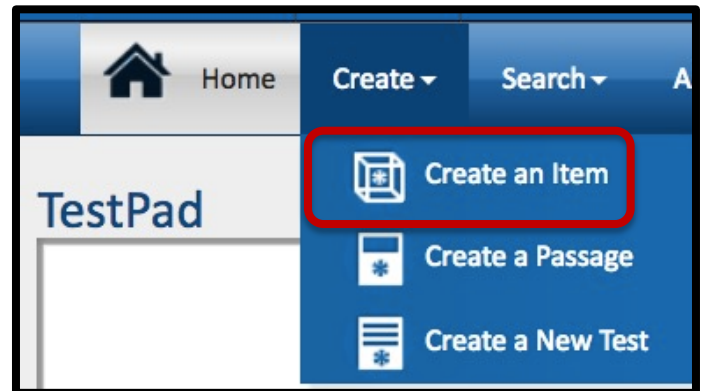 Home Create Search A
Create an Item
TestPad
Create a Passage
Create a New Test